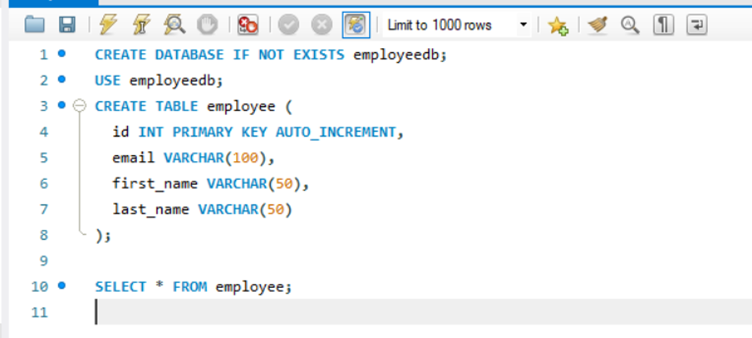 Limit to 1000 rows
1 CREATE DATABASE IF NOT EXISTS employeedb;
2 USE employeedb;
3 CREATE TABLE employee (
4 id INT PRIMARY KEY AUTO_INCREMENT,
5 email VARCHAR(100),
6 first_name VARCHAR(50),
7 last_name VARCHAR(50)
8 );
9
10 SELECT * FROM employee;
11